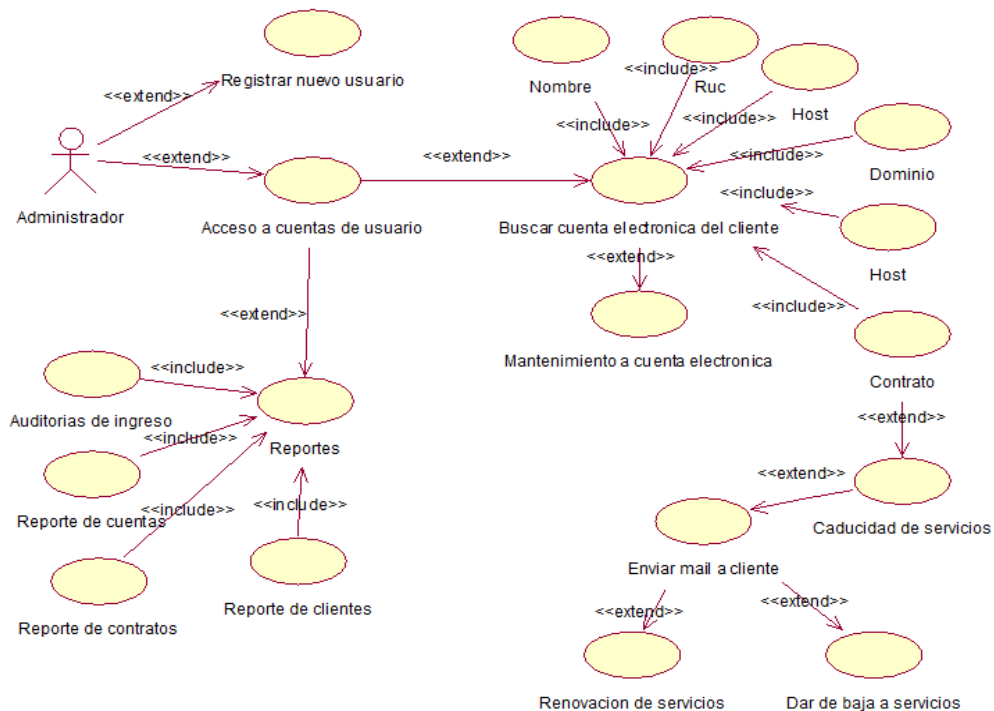 Registrar nuevo usuario
<<extend>>
Administrador
<<extend>>
Acceso a cuentas de usuario
<<extend>>
Nombre
<<include>>
Ruc
<<include>>
Host
<<include>>
<<include>>
Dominio
<<include>>
Host
Buscar cuenta electronica del cliente
<<extend>>
<<include>>
Mantenimiento a cuenta electronica
Contrato
<<extend>>
<<extend>>
Auditorias de ingreso
<<include>>
Reportes
Reporte de cuentas
<<include>>
Reporte de contratos
<<include>>
Reporte de clientes
<<include>>
Caducidad de servicios
<<extend>>
Enviar mail a cliente
<<extend>>
<<extend>>
Renovacion de servicios
Dar de baja a servicios